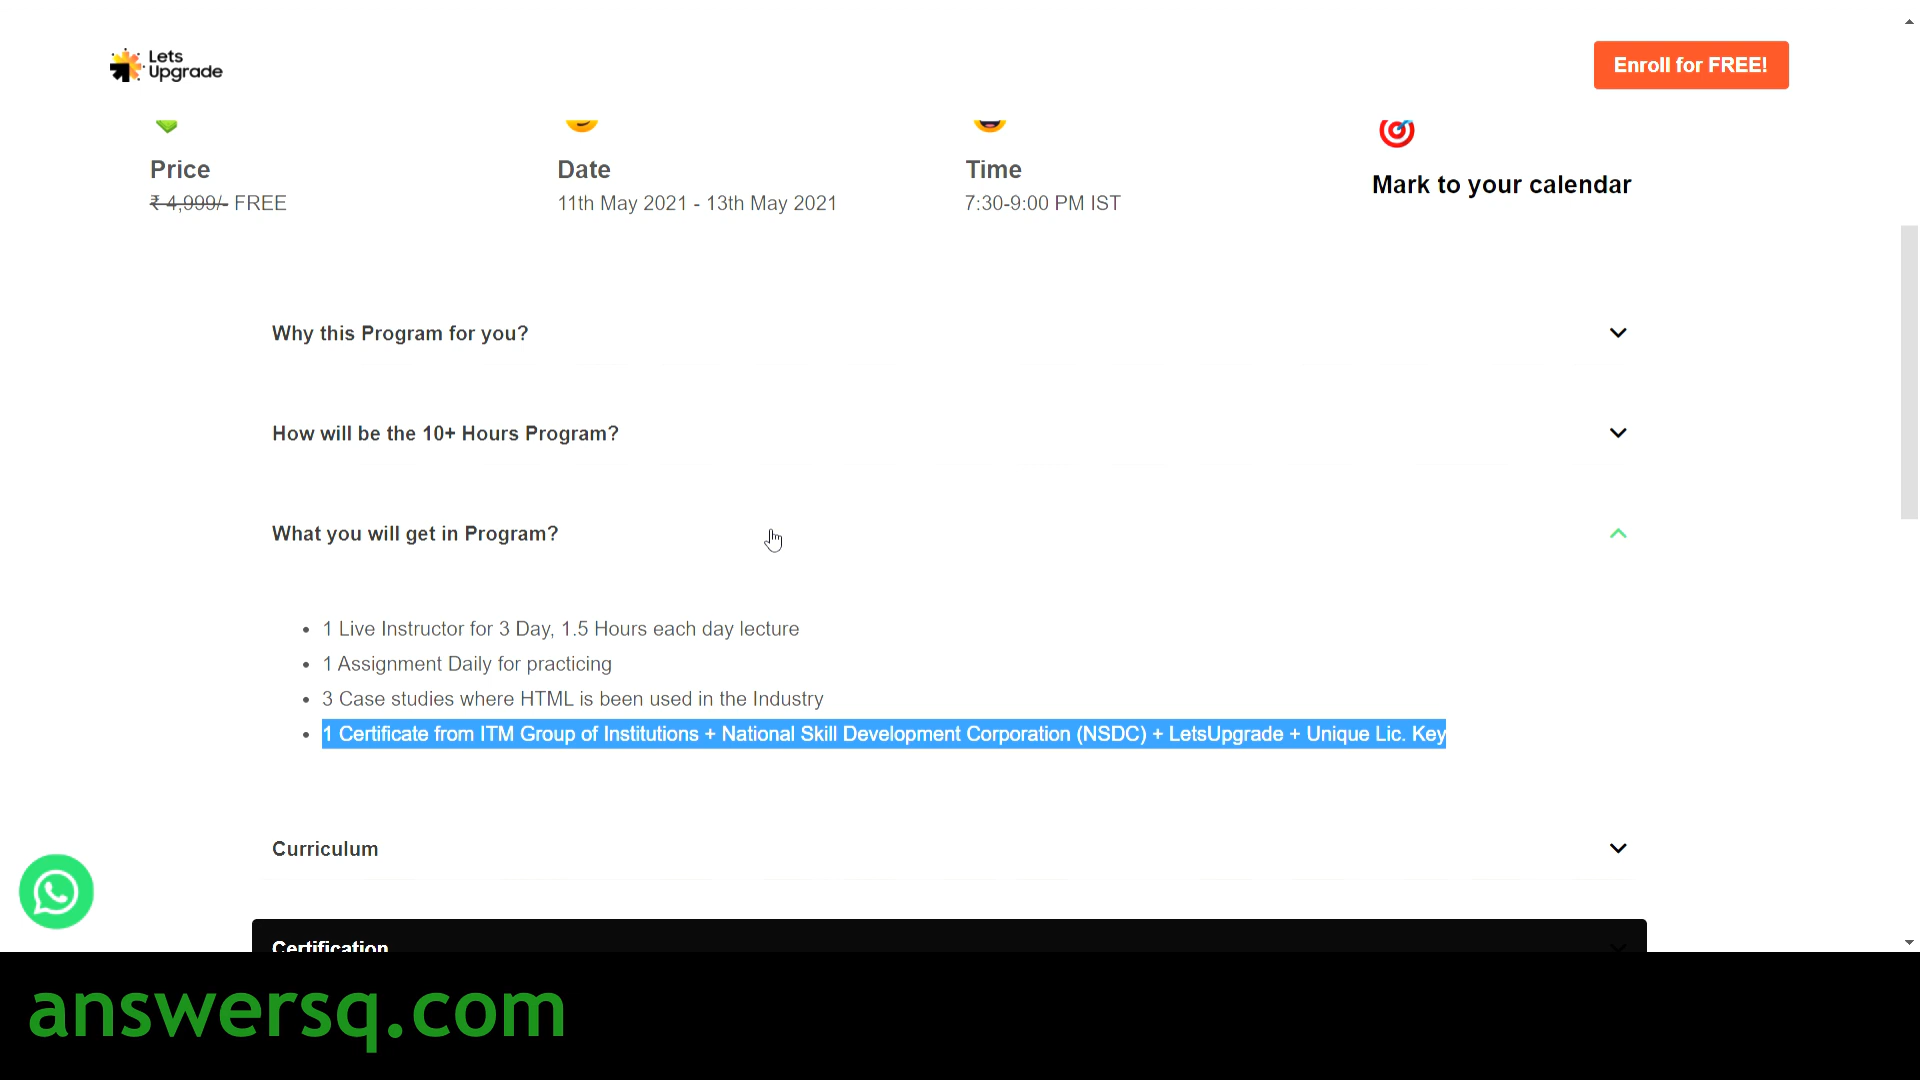 Lets
Upgrade
Enroll for FREE!
Price
₹ 4,999/- FREE
Date
11th May 2021 - 13th May 2021
Time
7:30-9:00 PM IST
Mark to your calendar
Why this Program for you?
How will be the 10+ Hours Program?
What you will get in Program?
• 1 Live Instructor for 3 Day, 1.5 Hours each day lecture
• 1 Assignment Daily for practicing
• 3 Case studies where HTML is been used in the Industry
• 1 Certificate from ITM Group of Institutions + National Skill Development Corporation (NSDC) + LetsUpgrade + Unique Lic. Key
Curriculum
Certification
answersq.com